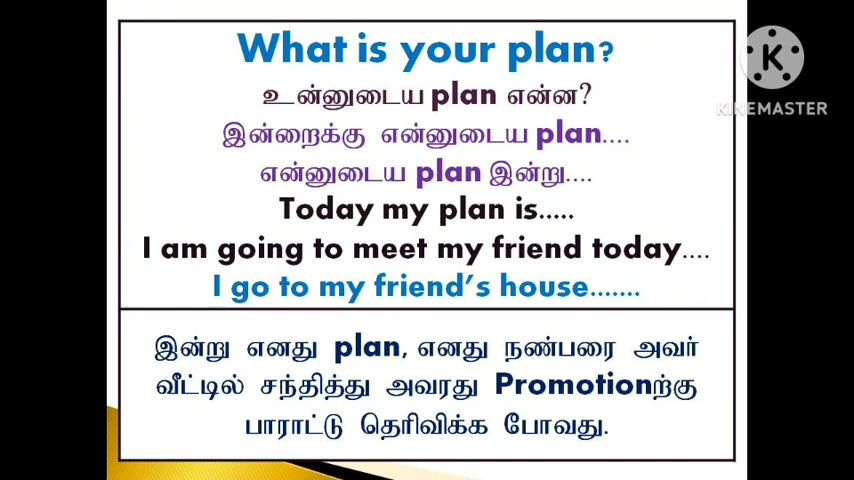 What is your plan?
உன்னுடைய plan என்ன?
இன்றைக்கு என்னுடைய plan....
என்னுடைய plan இன்று....
Today my plan is.....
I am going to meet my friend today....
I go to my friend's house.......
இன்று எனது plan, எனது நண்பரை அவர்
வீட்டில் சந்தித்து அவரது Promotionற்கு
பாராட்டு தெரிவிக்க போவது.
K
KINEMASTER